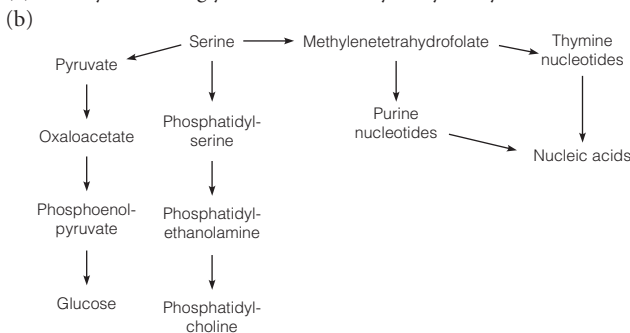 (b)
Serine
Methylenetetrahydrofolate
Thymine
nucleotides
Pyruvate
Phosphatidyl-
serine
Purine
nucleotides
Oxaloacetate
Nucleic acids
Phosphoenol-
pyruvate
Phosphatidyl-
ethanolamine
Glucose
Phosphatidyl-
choline